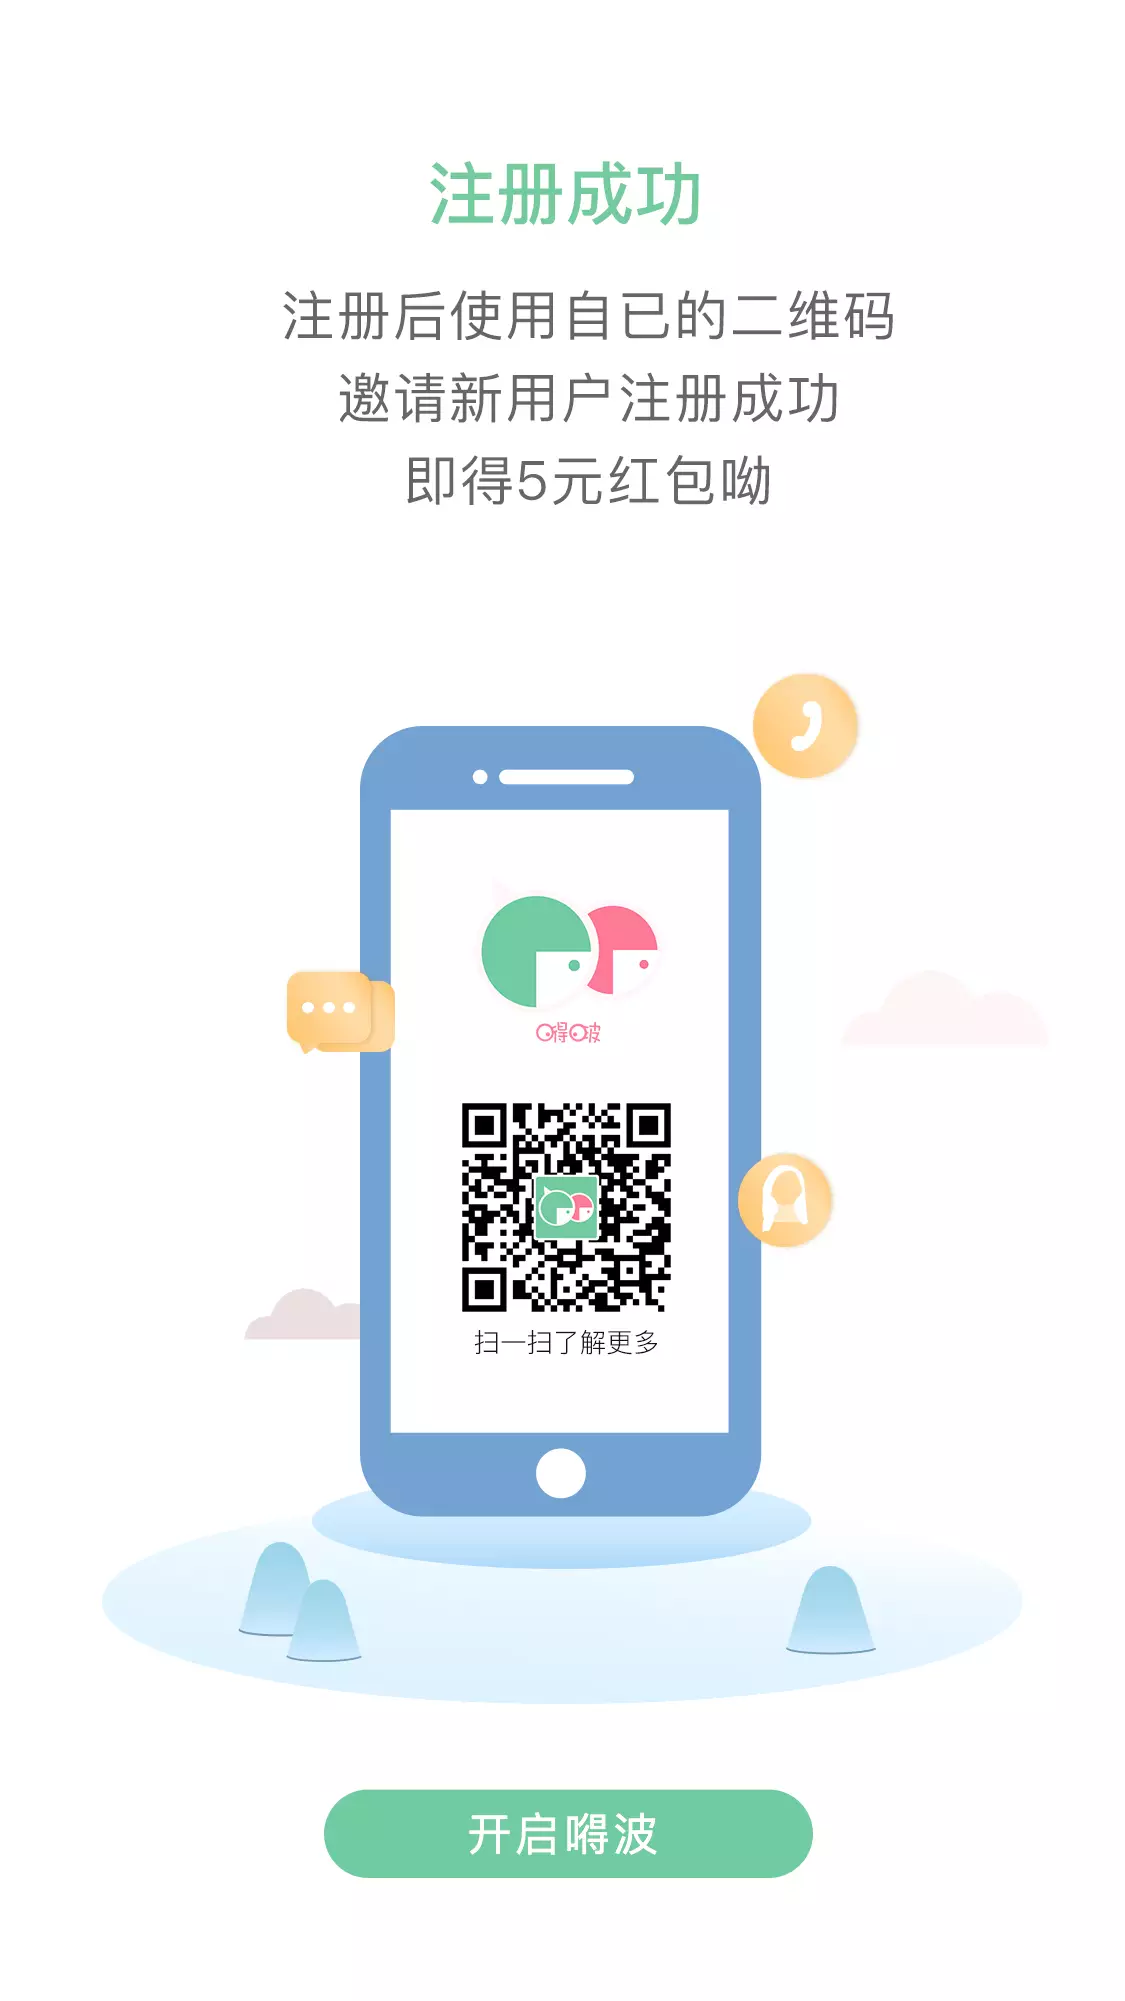 注册成功
注册后使用自已的二维码
邀请新用户注册成功
即得5元红包呦
嘚啵
扫一扫了解更多
开启嘚波